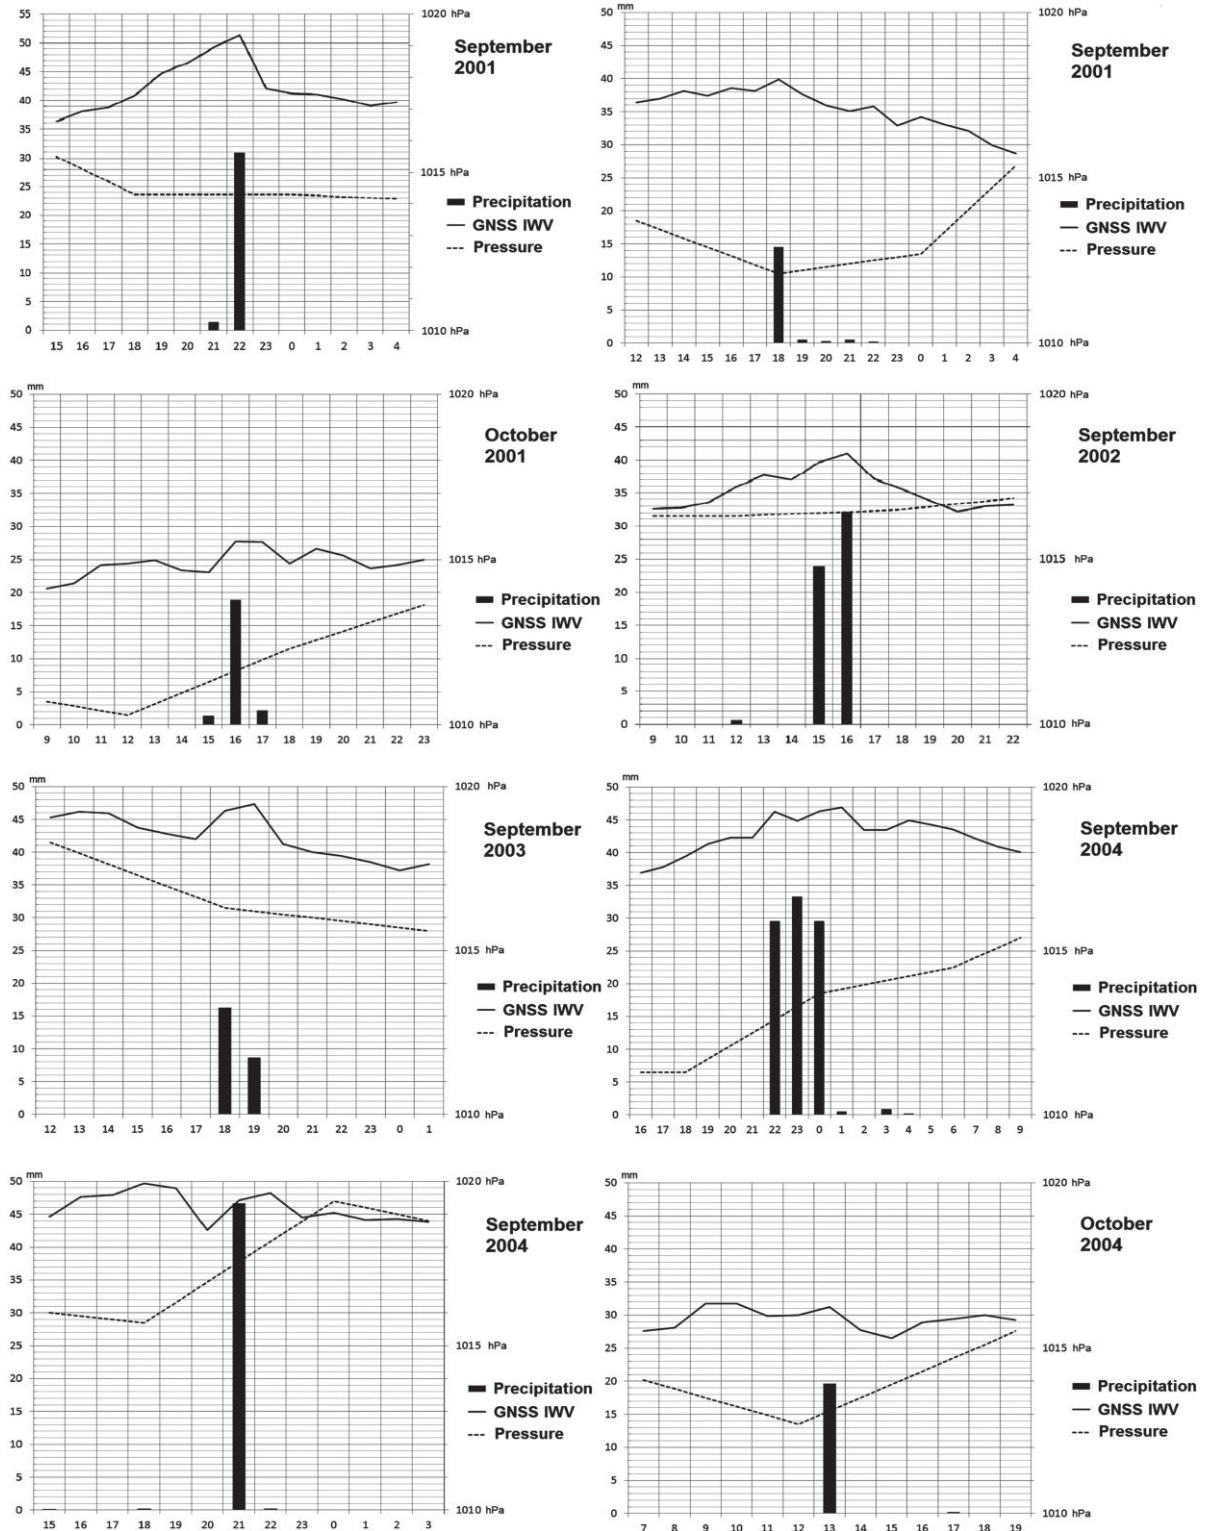 55
50
45
40
35
30
25
20
15
10
5
0
15 16 17 18 19 20 21 22 23 0 1 2 3 4
1020 hPa
1015 hPa
1010 hPa
September
2001
Precipitation
GNSS IWV
Pressure
mm
50
45
40
35
30
25
20
15
10
5
0
12 13 14 15 16 17 18 19 20 21 22 23 0 1 2 3 4
1020 hPa
1015 hPa
1010 hPa
September
2001
Precipitation
GNSS IWV
Pressure
mm
50
45
40
35
30
25
20
15
10
5
0
9 10 11 12 13 14 15 16 17 18 19 20 21 22 23
1020 hPa
1015 hPa
1010 hPa
October
2001
Precipitation
GNSS IWV
Pressure
mm
50
45
40
35
30
25
20
15
10
5
0
9 10 11 12 13 14 15 16 17 18 19 20 21 22
1020 hPa
1015 hPa
1010 hPa
September
2002
Precipitation
GNSS IWV
Pressure
mm
50
45
40
35
30
25
20
15
10
5
0
12 13 14 15 16 17 18 19 20 21 22 23 0 1
1020 hPa
1015 hPa
1010 hPa
September
2003
Precipitation
GNSS IWV
Pressure
mm
50
45
40
35
30
25
20
15
10
5
0
16 17 18 19 20 21 22 23 0 1 2 3 4 5 6 7 8 9
1020 hPa
1015 hPa
1010 hPa
September
2004
Precipitation
GNSS IWV
Pressure
mm
50
45
40
35
30
25
20
15
10
5
0
15 16 17 18 19 20 21 22 23 0 1 2 3
1020 hPa
1015 hPa
1010 hPa
September
2004
Precipitation
GNSS IWV
Pressure
mm
50
45
40
35
30
25
20
15
10
5
0
7 8 9 10 11 12 13 14 15 16 17 18 19
1020 hPa
1015 hPa
1010 hPa
October
2004
Precipitation
GNSS IWV
Pressure